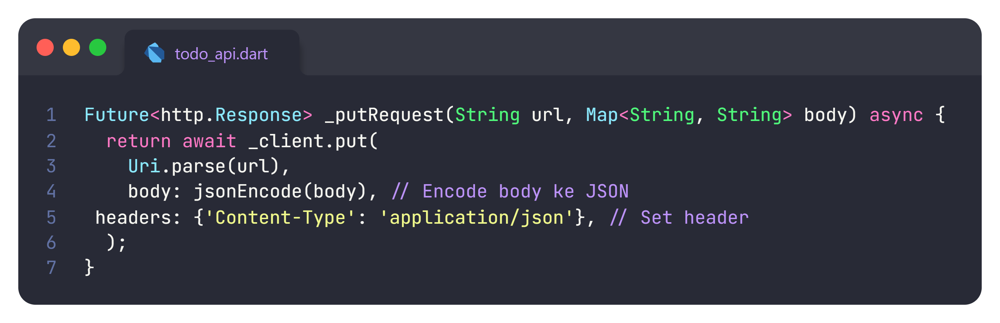 todo_api.dart
1 Future<http.Response> _putRequest(String url, Map<String, String> body) async {
2   return await _client.put(
3     Uri.parse(url),
4     body: jsonEncode(body), // Encode body ke JSON
5  headers: {'Content-Type': 'application/json'}, // Set header
6   );
7 }